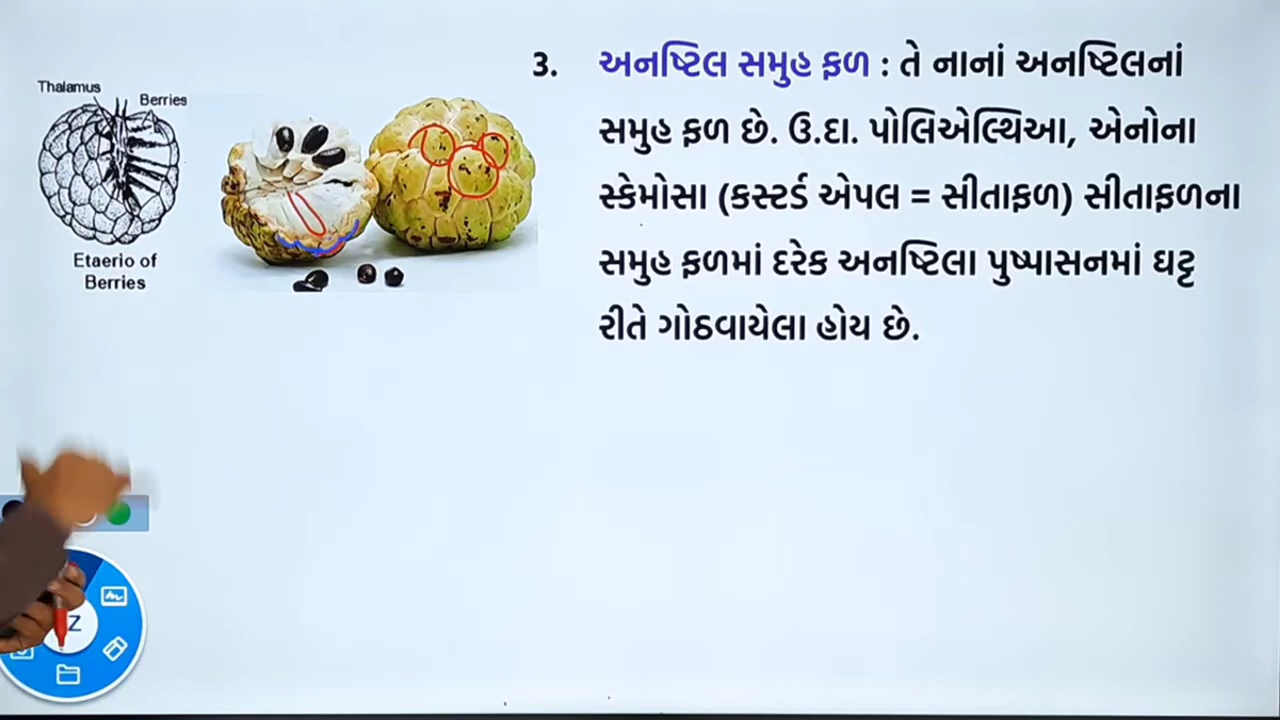 Thalamus
Berries
Etaerio of
Berries
3. અનષ્ટિલ સમુહ ફળ : તે નાનાં અનષ્ટિલનાં
સમુહ ફળ છે. ઉ.દા. પોલિએલ્થિઆ, એનોના
સ્કેમોસા (કસ્ટર્ડ એપલ = સીતાફળ) સીતાફળના
સમુહ ફળમાં દરેક અનષ્ટિલા પુષ્પાસનમાં ઘટ્ટ
રીતે ગોઠવાયેલા હોય છે.
Z